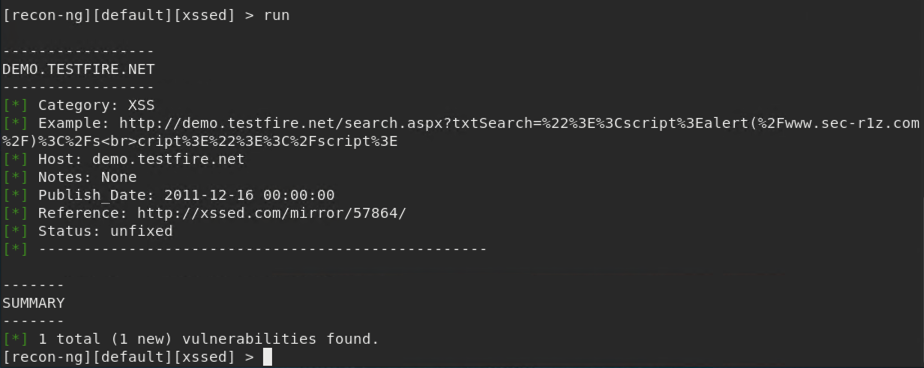 [recon-ng][default][xssed] > run
-----------------
DEMO.TESTFIRE.NET
-----------------
[*] Category: XSS
[*] Example: http://demo.testfire.net/search.aspx?txtSearch=%22%3E%3Cscript%3Ealert(%2Fwww.sec-r1z.com
%2F)%3C%2Fs<br>cript%3E%22%3E%3C%2Fscript%3E
[*] Host: demo.testfire.net
[*] Notes: None
[*] Publish_Date: 2011-12-16 00:00:00
[*] Reference: http://xssed.com/mirror/57864/
[*] Status: unfixed
[*] --------------------------------------------------
-------
SUMMARY
-------
[*] 1 total (1 new) vulnerabilities found.
[recon-ng][default][xssed] >